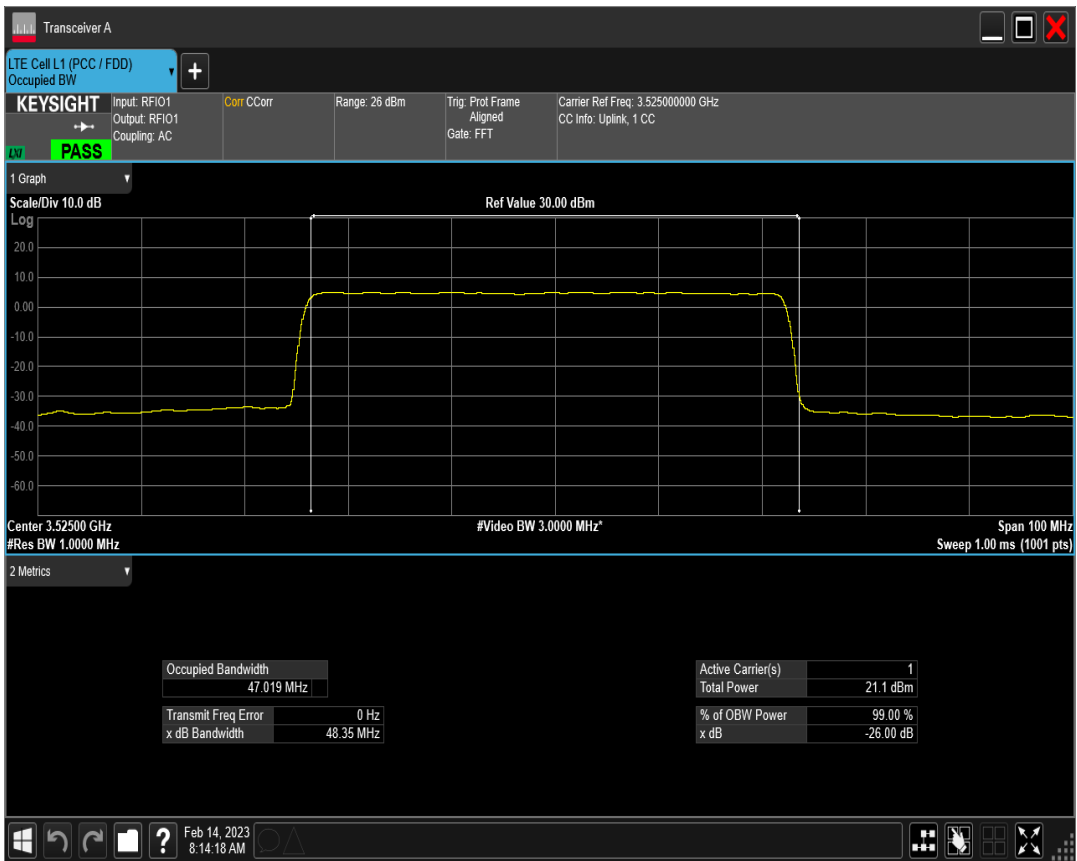 Transceiver A
LTE Cell L1 (PCC / FDD)
Occupied BW
+
KEYSIGHT
LXI
PASS
Input: RFIO1
Output: RFIO1
Coupling: AC
Corr CCorr
Range: 26 dBm
Trig: Prot Frame
Aligned
Gate: FFT
Carrier Ref Freq: 3.525000000 GHz
CC Info: Uplink, 1 CC
1 Graph
Scale/Div 10.0 dB
Ref Value 30.00 dBm
Log
20.0
10.0
0.00
-10.0
-20.0
-30.0
-40.0
-50.0
-60.0
Center 3.52500 GHz
#Video BW 3.0000 MHz*
Span 100 MHz
#Res BW 1.0000 MHz
Sweep 1.00 ms (1001 pts)
2 Metrics
Occupied Bandwidth
47.019 MHz
Transmit Freq Error 0 Hz
x dB Bandwidth 48.35 MHz
Active Carrier(s) 1
Total Power 21.1 dBm
% of OBW Power 99.00 %
x dB -26.00 dB
?
Feb 14, 2023
8:14:18 AM